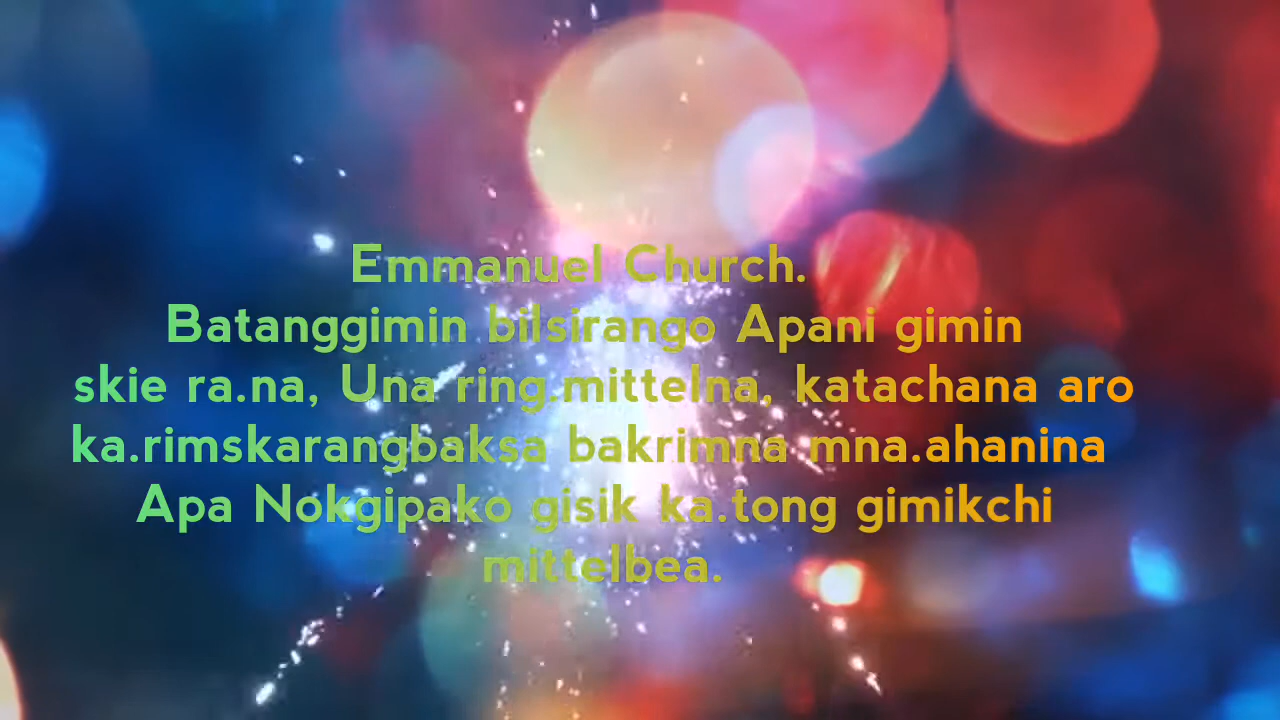 Emmanuel Church.
Batanggimin bilsirango Apani gimin
skie ra.na, Una ring.mittelna, katachana aro
ka.rimskarangbaksa bakrimna mna.ahanina
Apa Nokgipako gisik ka.tong gimikchi
mittelbea.